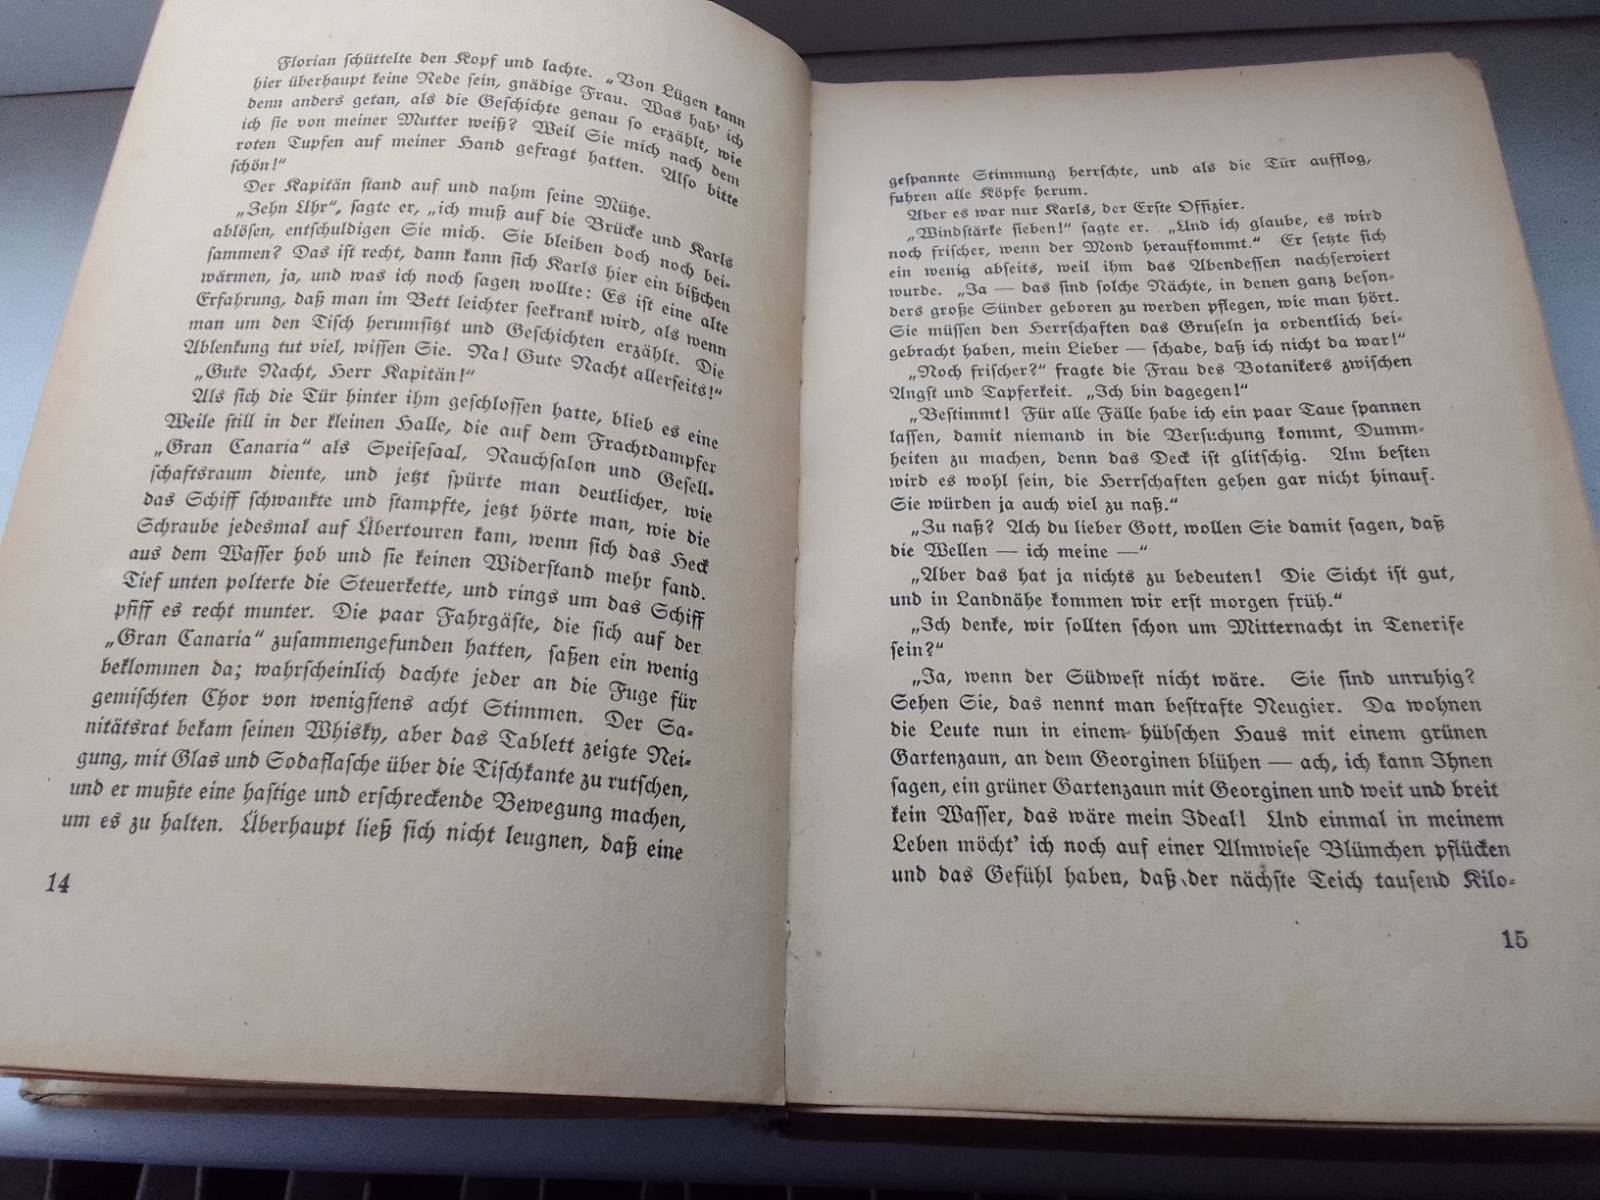 Florian schüttelte den Kopf und lachte. „Von Lügen kann
hier überhaupt keine Rede sein, gnädige Frau. Was hab' ich
denn anders getan, als die Geschichte genau so erzählt, wie
ich sie von meiner Mutter weiß? Weil Sie mich nach dem
roten Tupfen auf meiner Hand gefragt hatten. Also bitte
schön!“
Der Kapitän stand auf und nahm seine Mütze.
„Zehn Uhr“, sagte er, „ich muß auf die Brücke und Karls
ablösen, entschuldigen Sie mich. Sie bleiben doch noch bei-
sammen? Das ist recht, dann kann sich Karls hier ein bißchen
wärmen, ja, und was ich noch sagen wollte: Es ist eine alte
Erfahrung, daß man im Bett leichter seekrank wird, als wenn
man um den Tisch herumsitzt und Geschichten erzählt. Die
Ablenkung tut viel, wissen Sie. Na! Gute Nacht allerseits!“
„Gute Nacht, Herr Kapitän!“
Als sich die Tür hinter ihm geschlossen hatte, blieb es eine
Weile still in der kleinen Halle, die auf dem Frachtdampfer
„Gran Canaria“ als Speisesaal, Rauchsalon und Gesell-
schaftsraum diente, und jetzt spürte man deutlicher, wie
das Schiff schwankte und stampfte, jetzt hörte man, wie die
Schraube jedesmal auf Übertouren kam, wenn sich das Heck
aus dem Wasser hob und sie keinen Widerstand mehr fand.
Tief unten polterte die Steuerkette, und rings um das Schiff
pfiff es recht munter. Die paar Fahrgäste, die sich auf der
„Gran Canaria“ zusammengefunden hatten, saßen ein wenig
beklommen da; wahrscheinlich dachte jeder an die Fuge für
gemischten Chor von wenigstens acht Stimmen. Der Sa-
nitätsrat bekam seinen Whisky, aber das Tablett zeigte Nei-
gung, mit Glas und Sodaflasche über die Tischkante zu rutschen,
und er mußte eine hastige und erschreckende Bewegung machen,
um es zu halten. Überhaupt ließ sich nicht leugnen, daß eine
14
gespannte Stimmung herrschte, und als die Tür aufflog,
fuhren alle Köpfe herum.
Aber es war nur Karls, der Erste Offizier.
„Windstärke sieben!“ sagte er. „Und ich glaube, es wird
noch frischer, wenn der Mond heraufkommt.“ Er setzte sich
ein wenig abseits, weil ihm das Abendessen nachserviert
wurde. „Ja — das sind solche Nächte, in denen ganz beson-
ders große Sünder geboren zu werden pflegen, wie man hört.
Sie müssen den Herrschaften das Gruseln ja ordentlich bei-
gebracht haben, mein Lieber — schade, daß ich nicht da war!“
„Noch frischer?“ fragte die Frau des Botanikers zwischen
Angst und Tapferkeit. „Ich bin dagegen!“
„Bestimmt! Für alle Fälle habe ich ein paar Taue spannen
lassen, damit niemand in die Versuchung kommt, Dumm-
heiten zu machen, denn das Deck ist glitschig. Am besten
wird es wohl sein, die Herrschaften gehen gar nicht hinauf.
Sie würden ja auch viel zu naß.“
„Zu naß? Ach du lieber Gott, wollen Sie damit sagen, daß
die Wellen — ich meine —“
„Aber das hat ja nichts zu bedeuten! Die Sicht ist gut,
und in Landnähe kommen wir erst morgen früh.“
„Ich denke, wir sollten schon um Mitternacht in Tenerife
sein?“
„Ja, wenn der Südwest nicht wäre. Sie sind unruhig?
Sehen Sie, das nennt man bestrafte Neugier. Da wohnen
die Leute nun in einem hübschen Haus mit einem grünen
Gartenzaun, an dem Georginen blühen — ach, ich kann Ihnen
sagen, ein grüner Gartenzaun mit Georginen und weit und breit
kein Wasser, das wäre mein Ideal! Und einmal in meinem
Leben möcht' ich noch auf einer Almwiese Blümchen pflücken
und das Gefühl haben, daß der nächste Teich tausend Kilo-
15